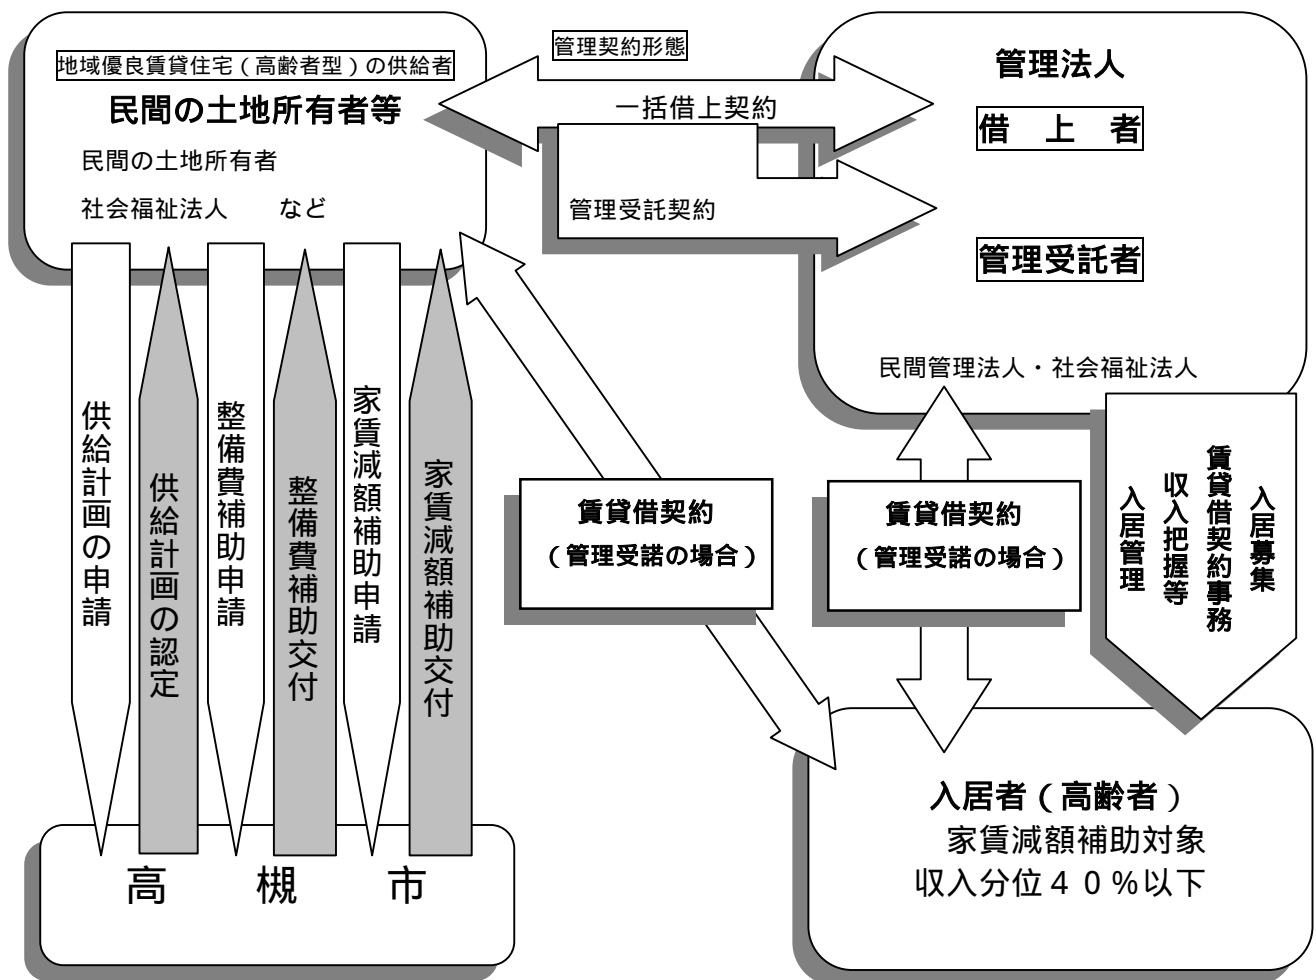 地域優良賃貸住宅（高齢者型）の供給者
民間の土地所有者等
民間の土地所有者
社会福祉法人　　など
管理契約形態
一括借上契約
管理受託契約
管理法人
借　上　者
管理受託者
民間管理法人・社会福祉法人
供給計画の申請
供給計画の認定
整備費補助申請
整備費補助交付
家賃減額補助申請
家賃減額補助交付
賃貸借契約
（管理受諾の場合）
賃貸借契約
（管理受諾の場合）
入居募集
賃貸借契約事務
収入把握等
入居管理
高　槻　市
入居者（高齢者）
家賃減額補助対象
収入分位４０％以下